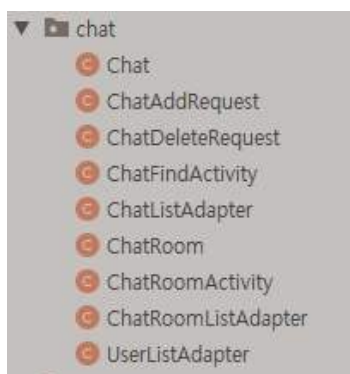 chat
Chat
ChatAddRequest
ChatDeleteRequest
ChatFindActivity
ChatListAdapter
ChatRoom
ChatRoomActivity
ChatRoomListAdapter
UserListAdapter